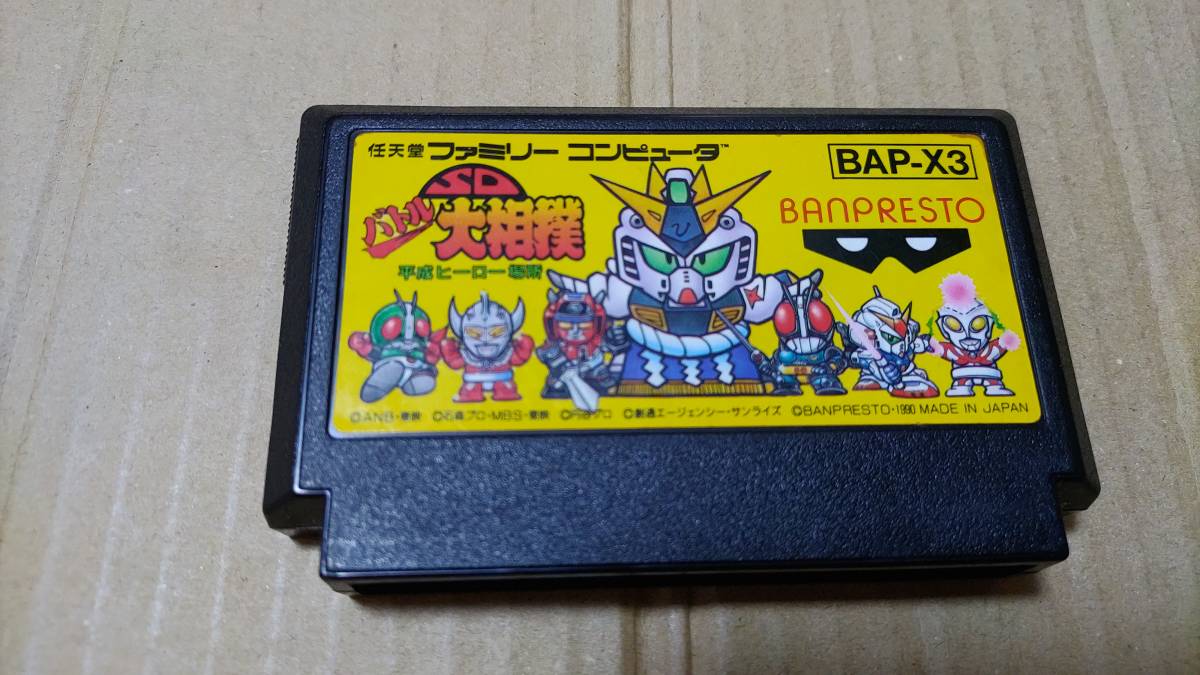 任天堂 ファミリー コンピュータ™
BAP-X3
SD
バトル
大相撲
平成ヒーロー場所
BANPRESTO
©ANB・東映 ©石森プロ・MBS・東映 ©円谷プロ ©創通エージェンシー・サンライズ ©BANPRESTO・1990 MADE IN JAPAN